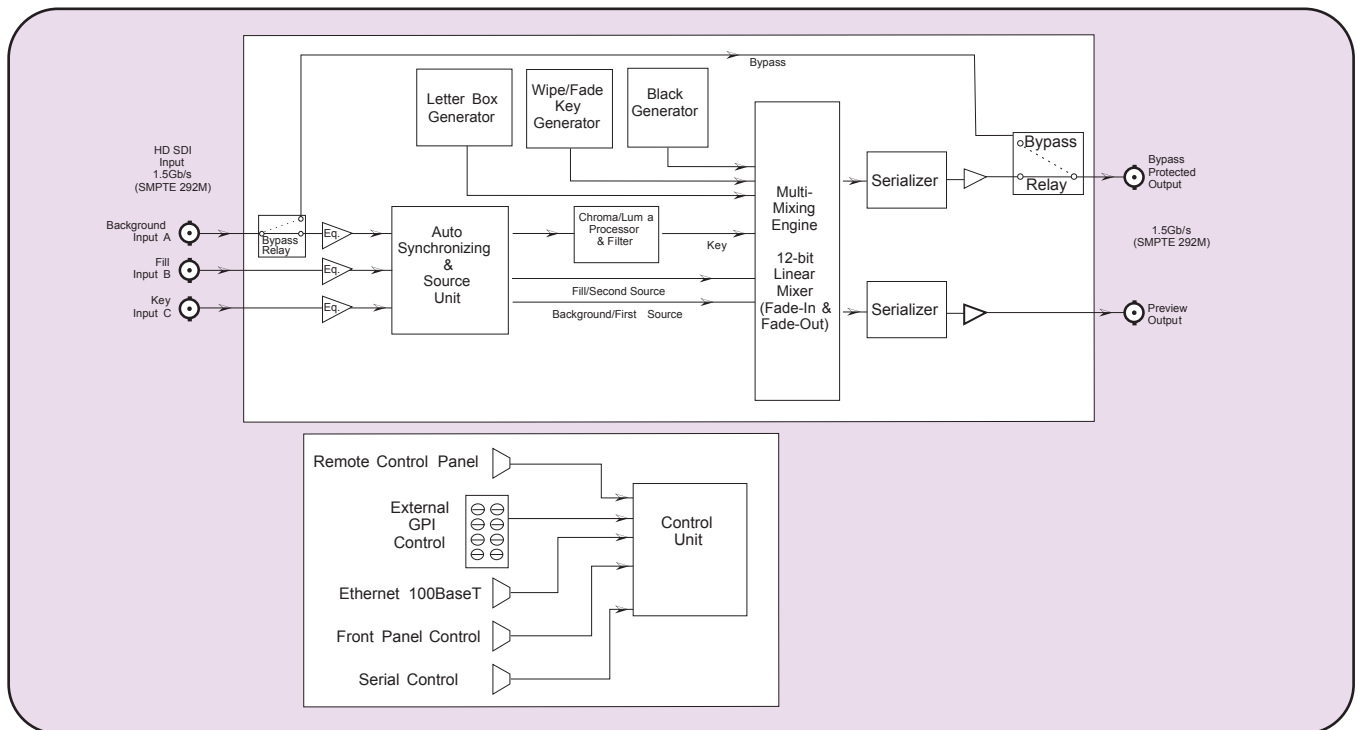 Bypass
Letter Box
Generator
Wipe/Fade
Key
Generator
Black
Generator
HD SDI
Input
1.5Gb/s
(SMPTE 292M)
Background
Input A
Fill
Input B
Key
Input C
Bypass
Relay
Eq.
Eq.
Eq.
Auto
Synchronizing
&
Source
Unit
Chroma/Lum a
Processor
& Filter
Key
Fill/Second Source
Background/First Source
Multi-
Mixing
Engine
12-bit
Linear
Mixer
(Fade-In &
Fade-Out)
Serializer
Serializer
Bypass
Relay
Bypass
Protected
Output
1.5Gb/s
(SMPTE 292M)
Preview
Output
Remote Control Panel
External
GPI
Control
Ethernet 100BaseT
Front Panel Control
Serial Control
Control
Unit